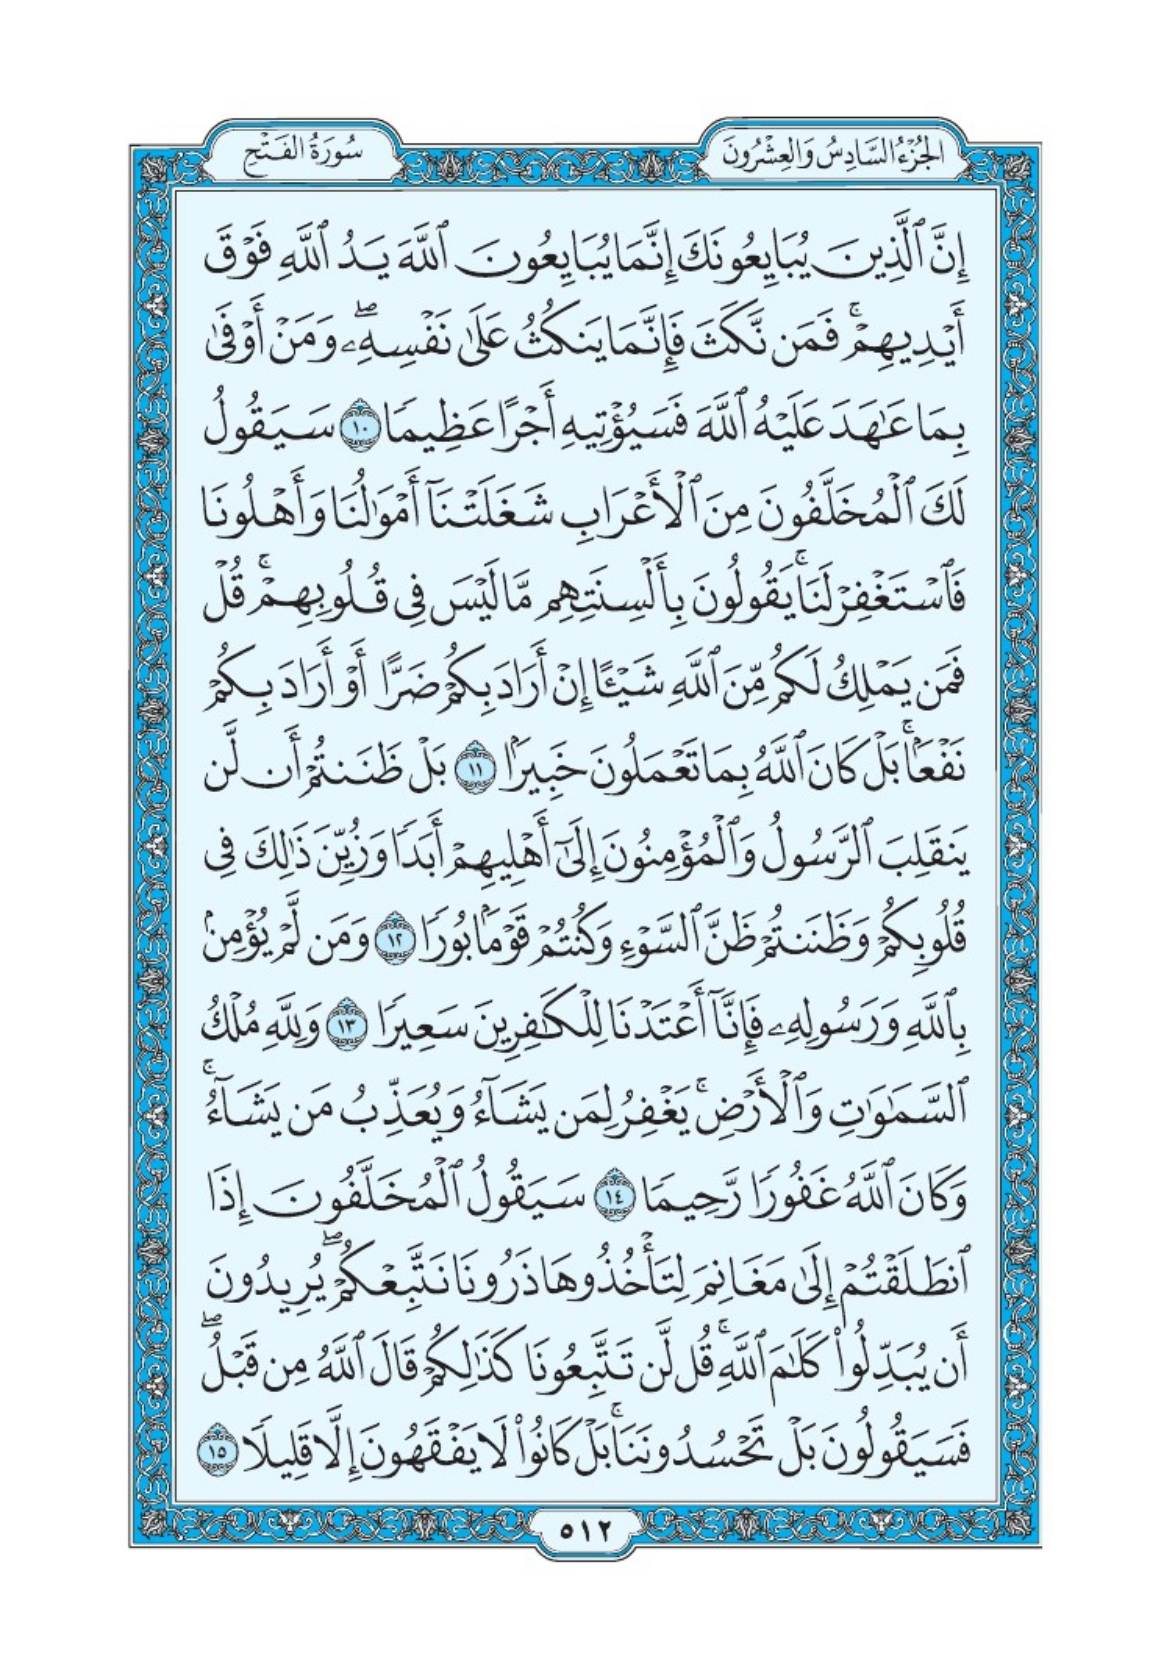 الجُزْءُ السَّادِسُ وَالعِشْرُونَ
سُورَةُ الفَتْحِ
إِنَّ ٱلَّذِينَ يُبَايِعُونَكَ إِنَّمَا يُبَايِعُونَ ٱللَّهَ يَدُ ٱللَّهِ فَوْقَ
أَيْدِيهِمْۚ فَمَن نَّكَثَ فَإِنَّمَا يَنكُثُ عَلَىٰ نَفْسِهِۦۖ وَمَنْ أَوْفَىٰ
بِمَا عَٰهَدَ عَلَيْهُ ٱللَّهَ فَسَيُؤْتِيهِ أَجْرًا عَظِيمًا ١٠ سَيَقُولُ
لَكَ ٱلْمُخَلَّفُونَ مِنَ ٱلْأَعْرَابِ شَغَلَتْنَآ أَمْوَٰلُنَا وَأَهْلُونَا
فَٱسْتَغْفِرْ لَنَاۚ يَقُولُونَ بِأَلْسِنَتِهِم مَّا لَيْسَ فِى قُلُوبِهِمْۚ قُلْ
فَمَن يَمْلِكُ لَكُم مِّنَ ٱللَّهِ شَيْـًٔا إِنْ أَرَادَ بِكُمْ ضَرًّا أَوْ أَرَادَ بِكُمْ
نَفْعًۢاۚ بَلْ كَانَ ٱللَّهُ بِمَا تَعْمَلُونَ خَبِيرًۢا ١١ بَلْ ظَنَنتُمْ أَن لَّن
يَنقَلِبَ ٱلرَّسُولُ وَٱلْمُؤْمِنُونَ إِلَىٰٓ أَهْلِيهِمْ أَبَدًا وَزُيِّنَ ذَٰلِكَ فِى
قُلُوبِكُمْ وَظَنَنتُمْ ظَنَّ ٱلسَّوْءِ وَكُنتُمْ قَوْمًۢا بُورًا ١٢ وَمَن لَّمْ يُؤْمِنۢ
بِٱللَّهِ وَرَسُولِهِۦ فَإِنَّآ أَعْتَدْنَا لِلْكَٰفِرِينَ سَعِيرًا ١٣ وَلِلَّهِ مُلْكُ
ٱلسَّمَٰوَٰتِ وَٱلْأَرْضِۚ يَغْفِرُ لِمَن يَشَآءُ وَيُعَذِّبُ مَن يَشَآءُۚ
وَكَانَ ٱللَّهُ غَفُورًا رَّحِيمًا ١٤ سَيَقُولُ ٱلْمُخَلَّفُونَ إِذَا
ٱنطَلَقْتُمْ إِلَىٰ مَغَانِمَ لِتَأْخُذُوهَا ذَرُونَا نَتَّبِعْكُمْۖ يُرِيدُونَ
أَن يُبَدِّلُوا۟ كَلَٰمَ ٱللَّهِۚ قُل لَّن تَتَّبِعُونَا كَذَٰلِكُمْ قَالَ ٱللَّهُ مِن قَبْلُۖ
فَسَيَقُولُونَ بَلْ تَحْسُدُونَنَاۚ بَلْ كَانُوا۟ لَا يَفْقَهُونَ إِلَّا قَلِيلًا ١٥
٥١٢